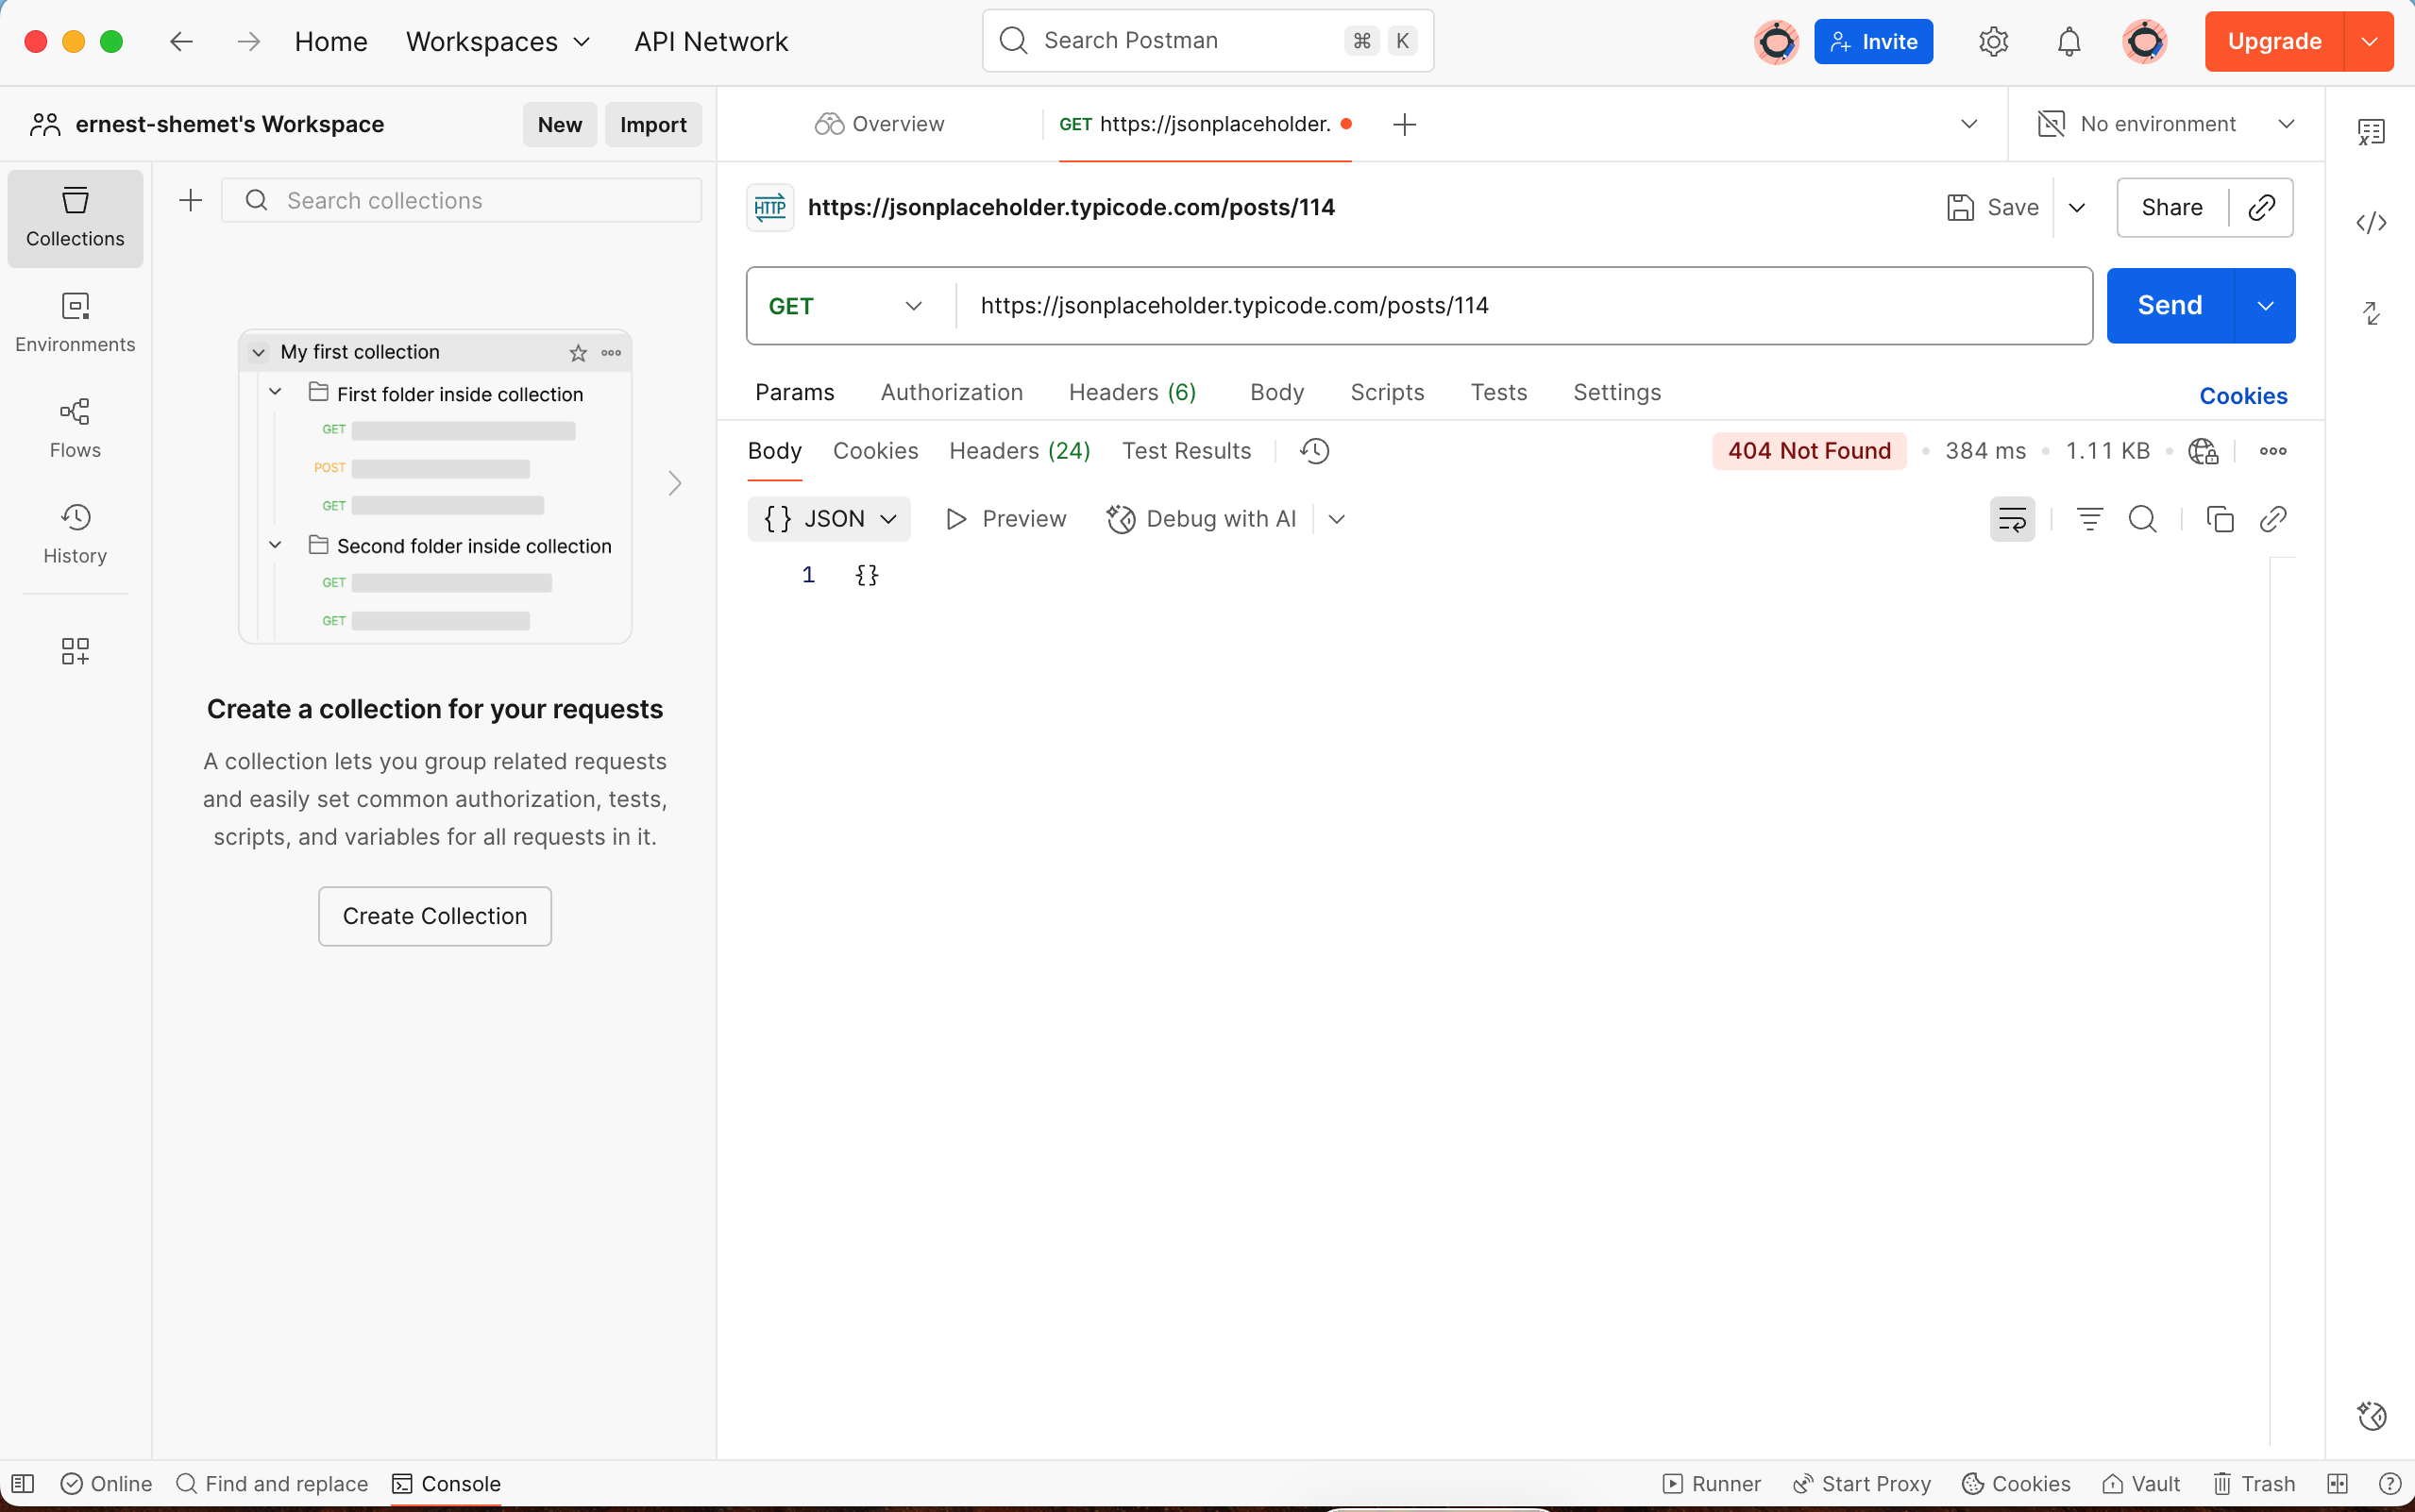 Home Workspaces API Network Search Postman ⌘ K Invite Upgrade
ernest-shemet's Workspace New Import
Overview GET https://jsonplaceholder. No environment
Collections
Search collections
Environments
Flows
History
My first collection
First folder inside collection
GET
POST
GET
Second folder inside collection
GET
GET
Create a collection for your requests
A collection lets you group related requests
and easily set common authorization, tests,
scripts, and variables for all requests in it.
Create Collection
HTTP https://jsonplaceholder.typicode.com/posts/114 Save Share
GET https://jsonplaceholder.typicode.com/posts/114 Send
Params Authorization Headers (6) Body Scripts Tests Settings Cookies
Body Cookies Headers (24) Test Results 404 Not Found • 384 ms • 1.11 KB •
{} JSON Preview Debug with AI
1 {}
Online Find and replace Console Runner Start Proxy Cookies Vault Trash